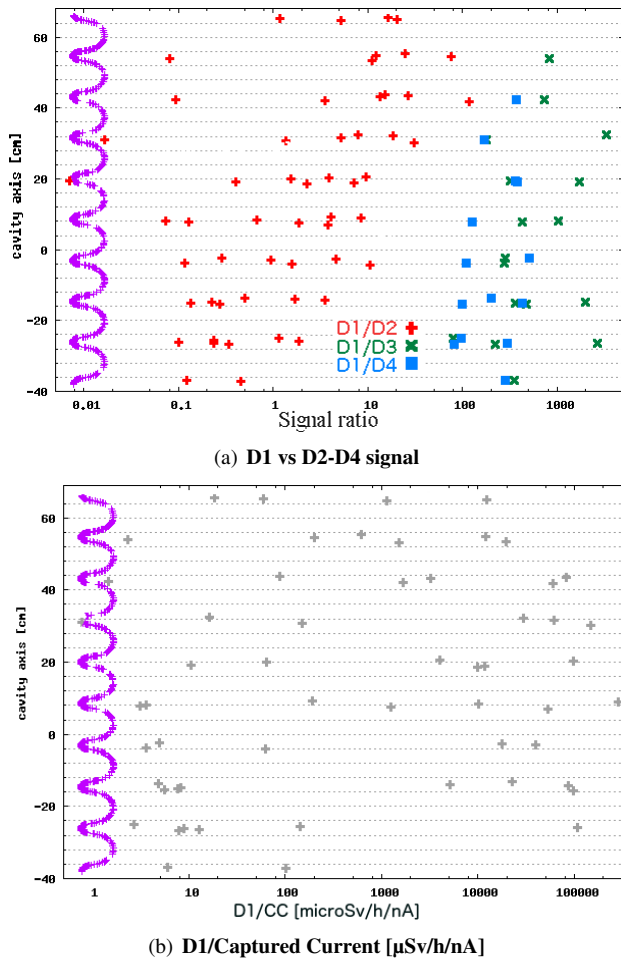 60
40
20
0
-20
-40
cavity axis [cm]
D1/D2
D1/D3
D1/D4
0.01 0.1 1 10 100 1000
Signal ratio
(a) D1 vs D2-D4 signal
60
40
20
0
-20
-40
cavity axis [cm]
1 10 100 1000 10000 100000
D1/CC [microSv/h/nA]
(b) D1/Captured Current [µSv/h/nA]